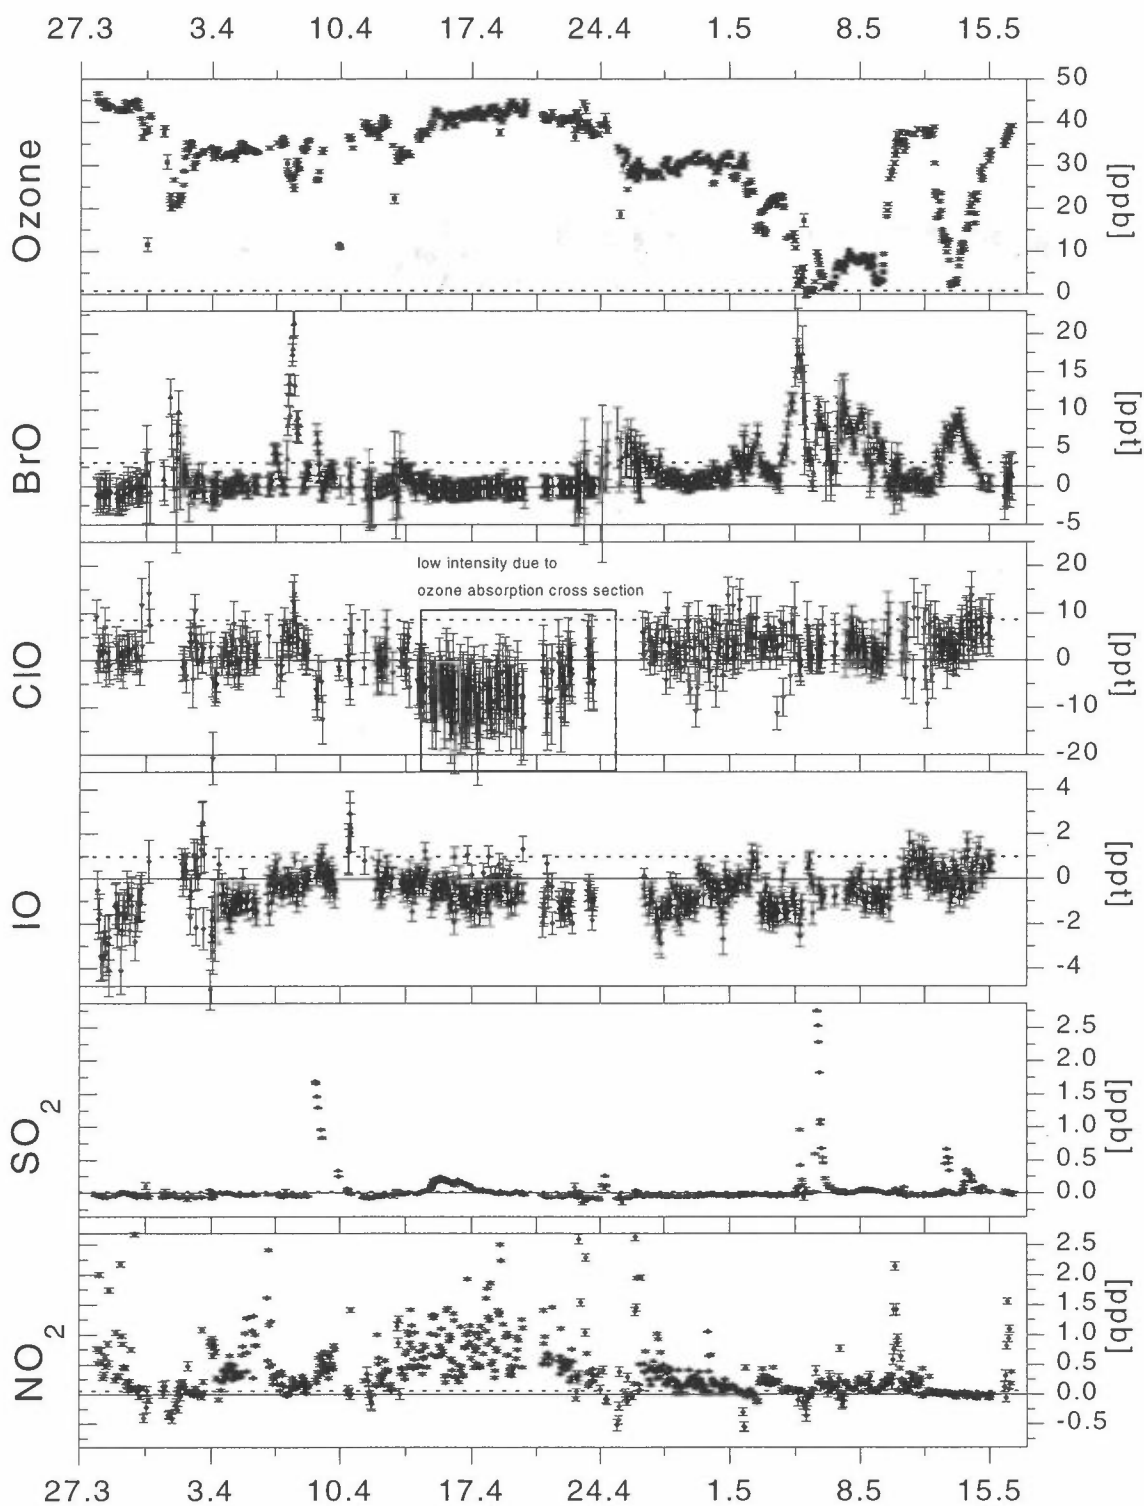 27.3 3.4 10.4 17.4 24.4 1.5 8.5 15.5
Ozone
50
40
30
20
10
0
[ppb]
BrO
20
15
10
5
0
-5
[ppt]
ClO
low intensity due to
ozone absorption cross section
20
10
0
-10
-20
[ppt]
IO
4
2
0
-2
-4
[ppt]
SO2
2.5
2.0
1.5
1.0
0.5
0.0
[ppb]
NO2
2.5
2.0
1.5
1.0
0.5
0.0
-0.5
[ppb]
27.3 3.4 10.4 17.4 24.4 1.5 8.5 15.5